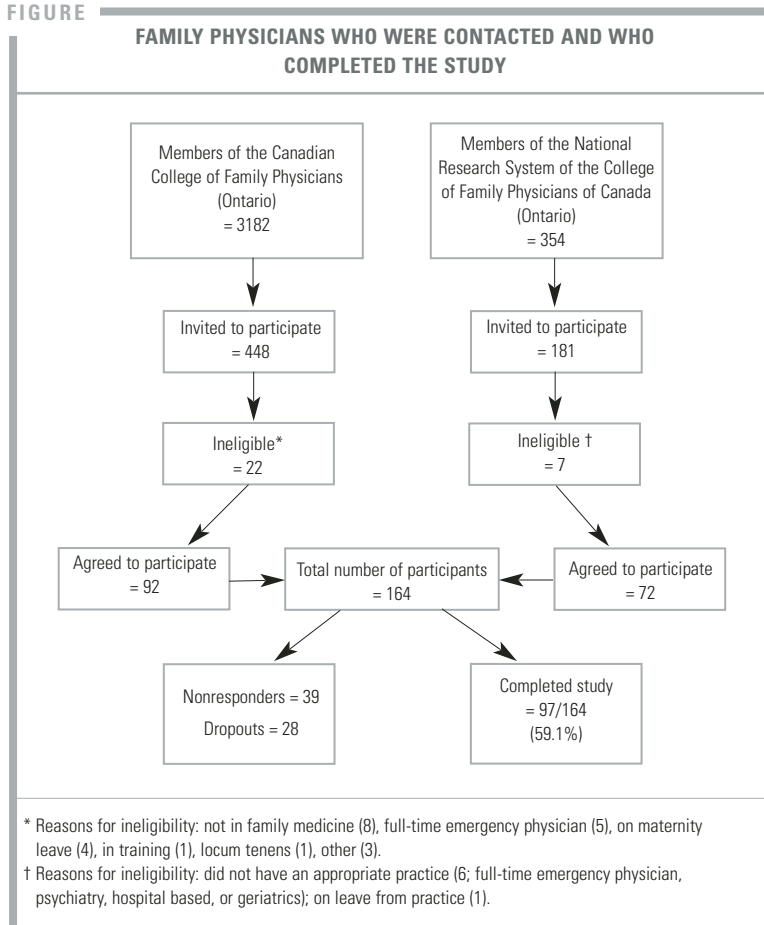 FIGURE
FAMILY PHYSICIANS WHO WERE CONTACTED AND WHO
COMPLETED THE STUDY
Members of the Canadian
College of Family Physicians
(Ontario)
= 3182
Members of the National
Research System of the College
of Family Physicians of Canada
(Ontario)
= 354
Invited to participate
= 448
Invited to participate
= 181
Ineligible*
= 22
Ineligible †
= 7
Agreed to participate
= 92
Total number of participants
= 164
Agreed to participate
= 72
Nonresponders = 39
Dropouts = 28
Completed study
= 97/164
(59.1%)
* Reasons for ineligibility: not in family medicine (8), full-time emergency physician (5), on maternity
leave (4), in training (1), locum tenens (1), other (3).
† Reasons for ineligibility: did not have an appropriate practice (6; full-time emergency physician,
psychiatry, hospital based, or geriatrics); on leave from practice (1).